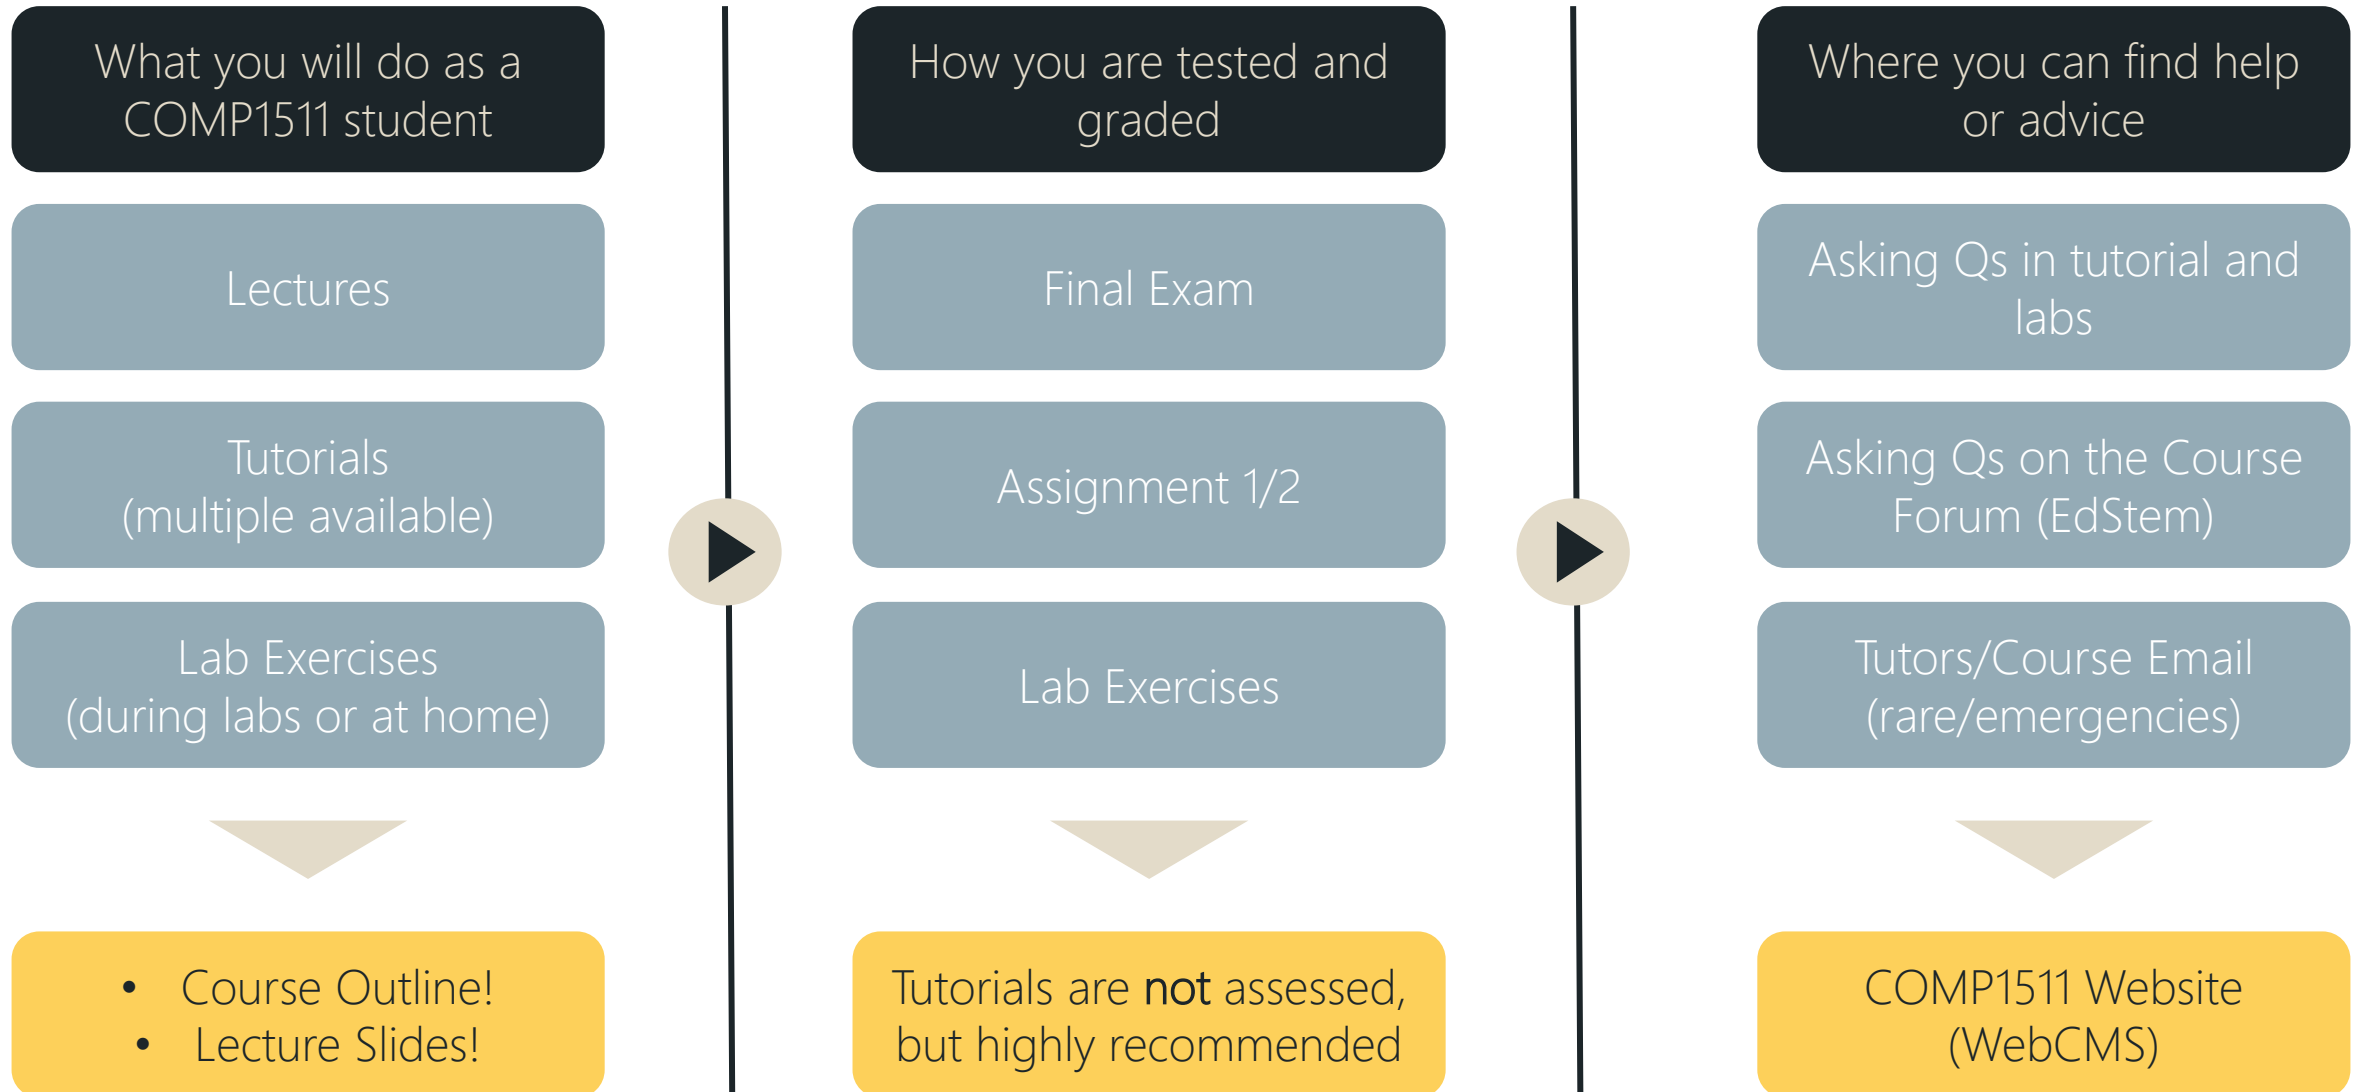 What you will do as a
COMP1511 student
Lectures
Tutorials
(multiple available)
Lab Exercises
(during labs or at home)
• Course Outline!
• Lecture Slides!
How you are tested and
graded
Final Exam
Assignment 1/2
Lab Exercises
Tutorials are not assessed,
but highly recommended
Where you can find help
or advice
Asking Qs in tutorial and
labs
Asking Qs on the Course
Forum (EdStem)
Tutors/Course Email
(rare/emergencies)
COMP1511 Website
(WebCMS)